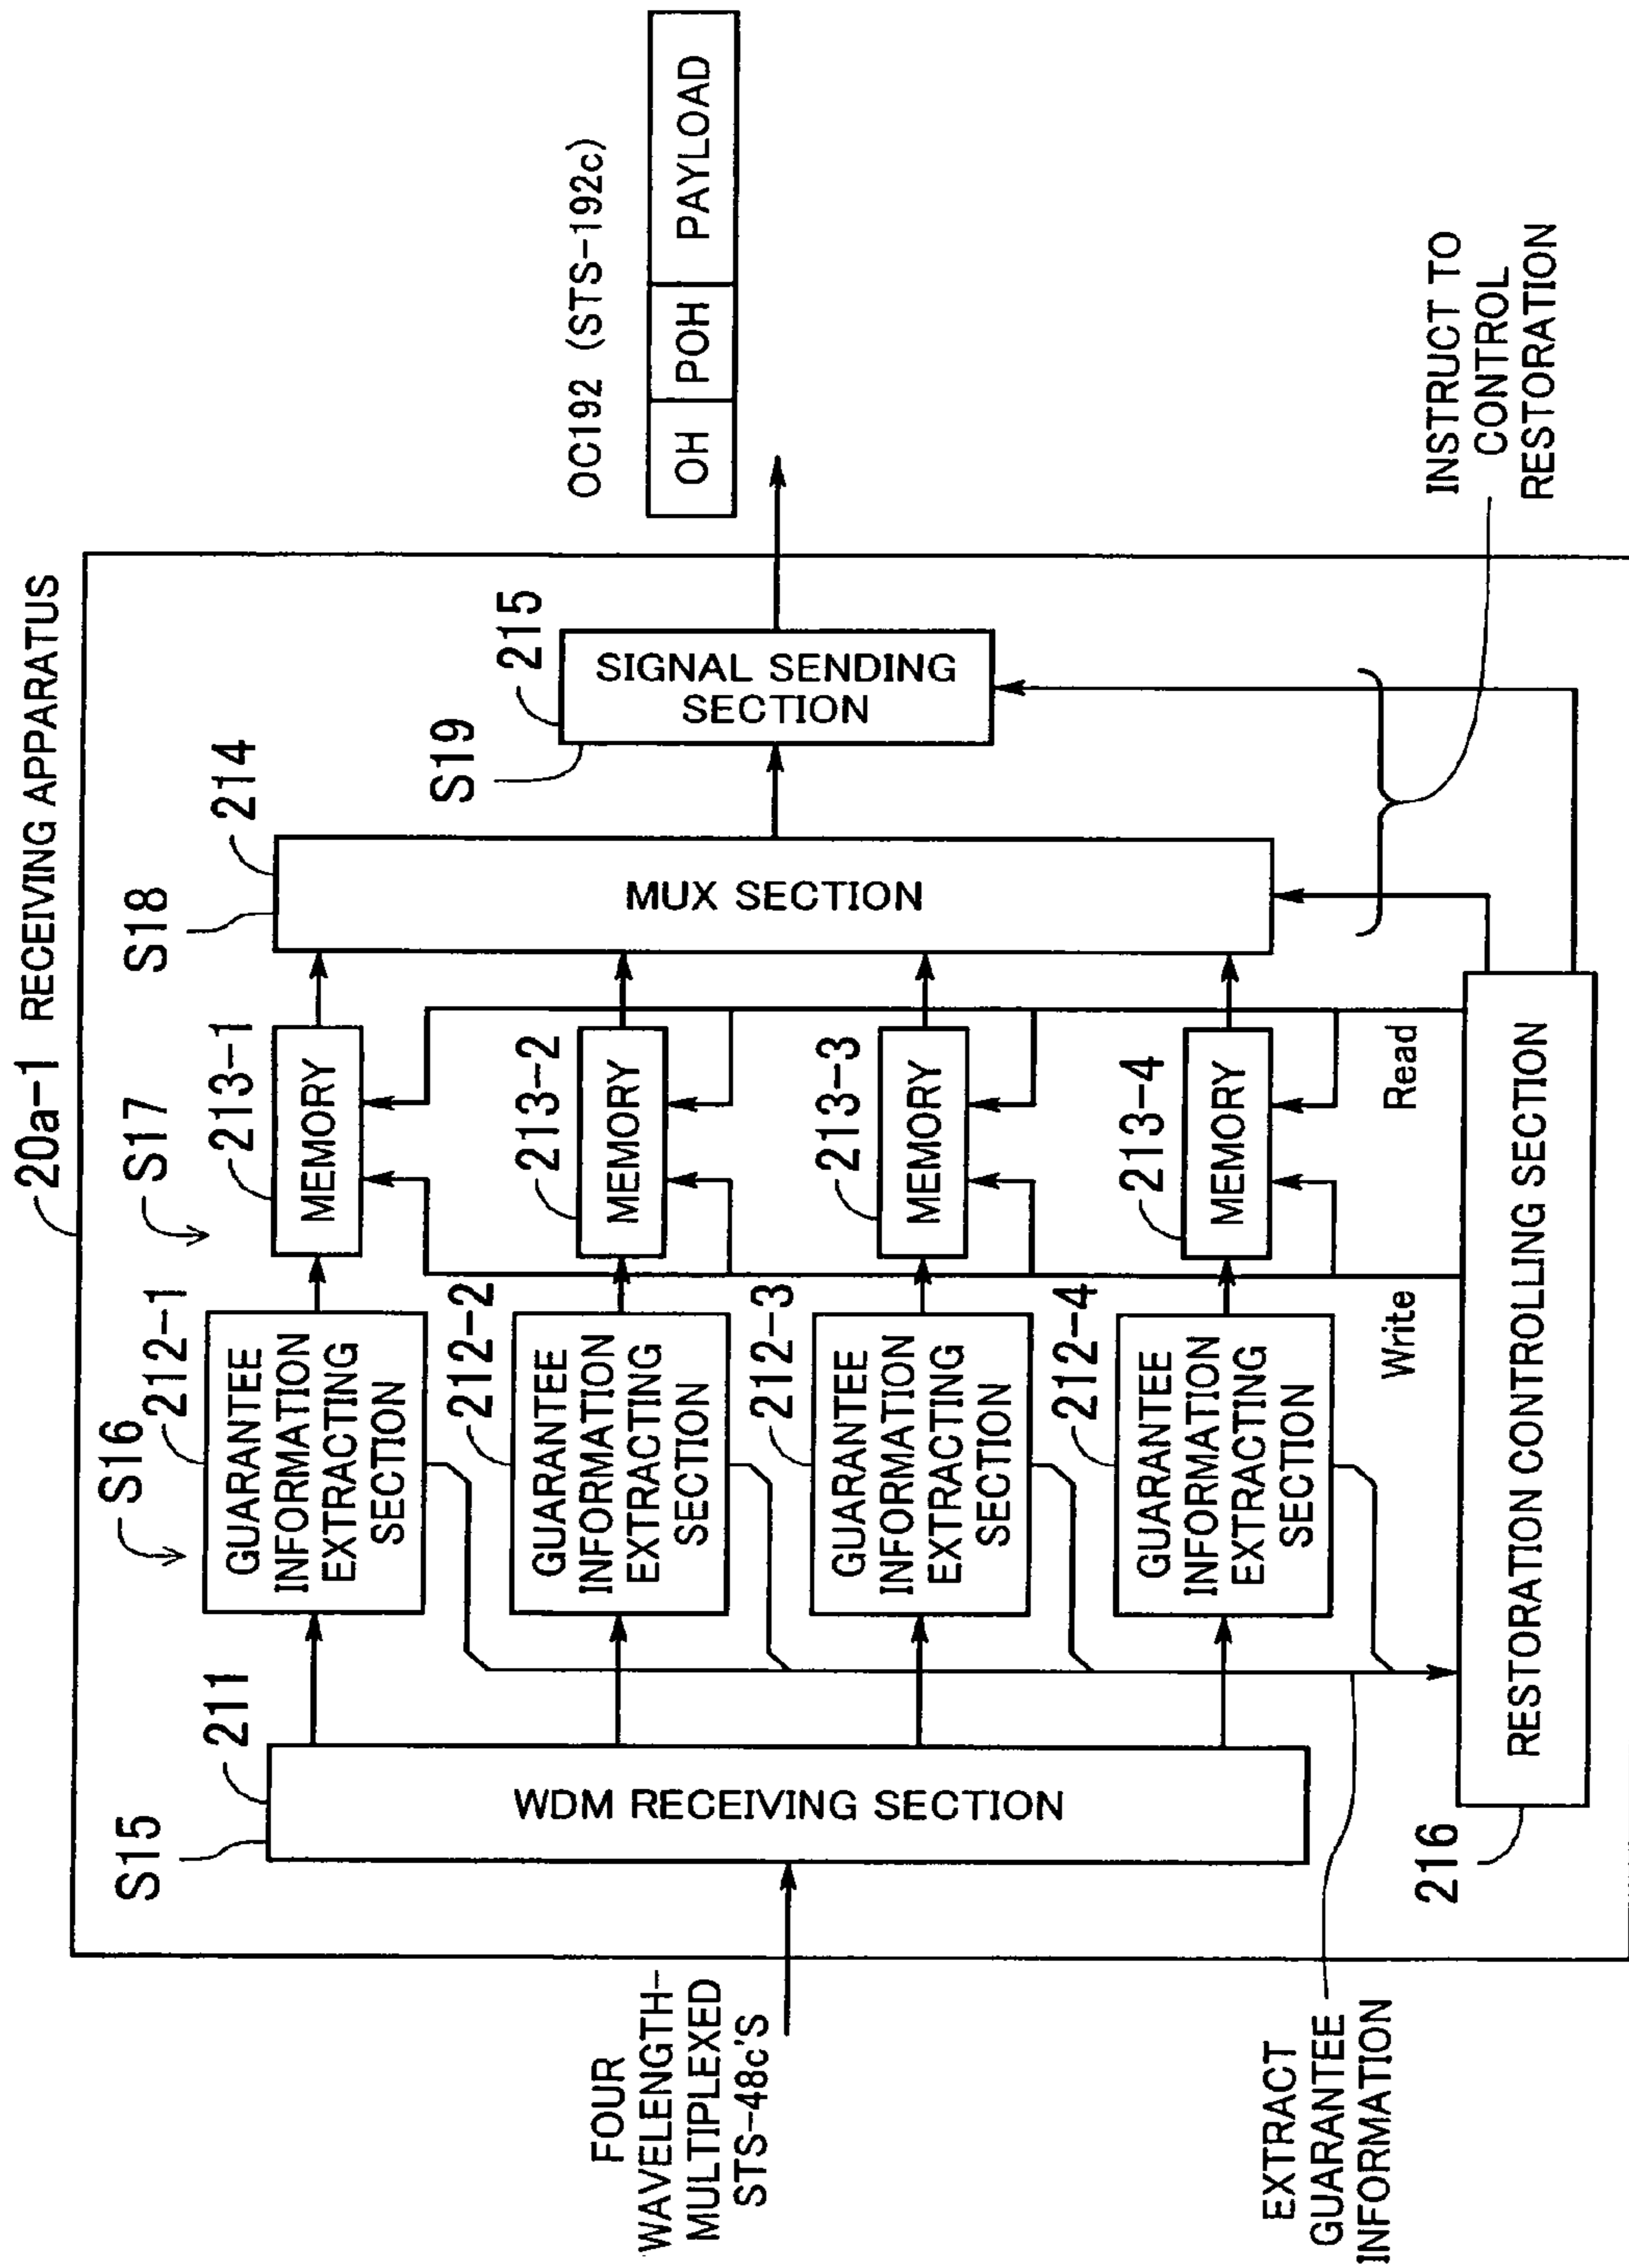 20a-1 RECEIVING APPARATUS
S15
211
WDM RECEIVING SECTION
FOUR
WAVELENGTH-
MULTIPLEXED
STS-48c'S
S16
212-1
GUARANTEE
INFORMATION
EXTRACTING
SECTION
212-2
GUARANTEE
INFORMATION
EXTRACTING
SECTION
212-3
GUARANTEE
INFORMATION
EXTRACTING
SECTION
212-4
GUARANTEE
INFORMATION
EXTRACTING
SECTION
S17
213-1
MEMORY
213-2
MEMORY
213-3
MEMORY
213-4
MEMORY
Write
Read
S18
214
MUX SECTION
S19
215
SIGNAL SENDING
SECTION
OC192 (STS-192c)
OH POH PAYLOAD
216
RESTORATION CONTROLLING SECTION
EXTRACT
GUARANTEE
INFORMATION
INSTRUCT TO
CONTROL
RESTORATION